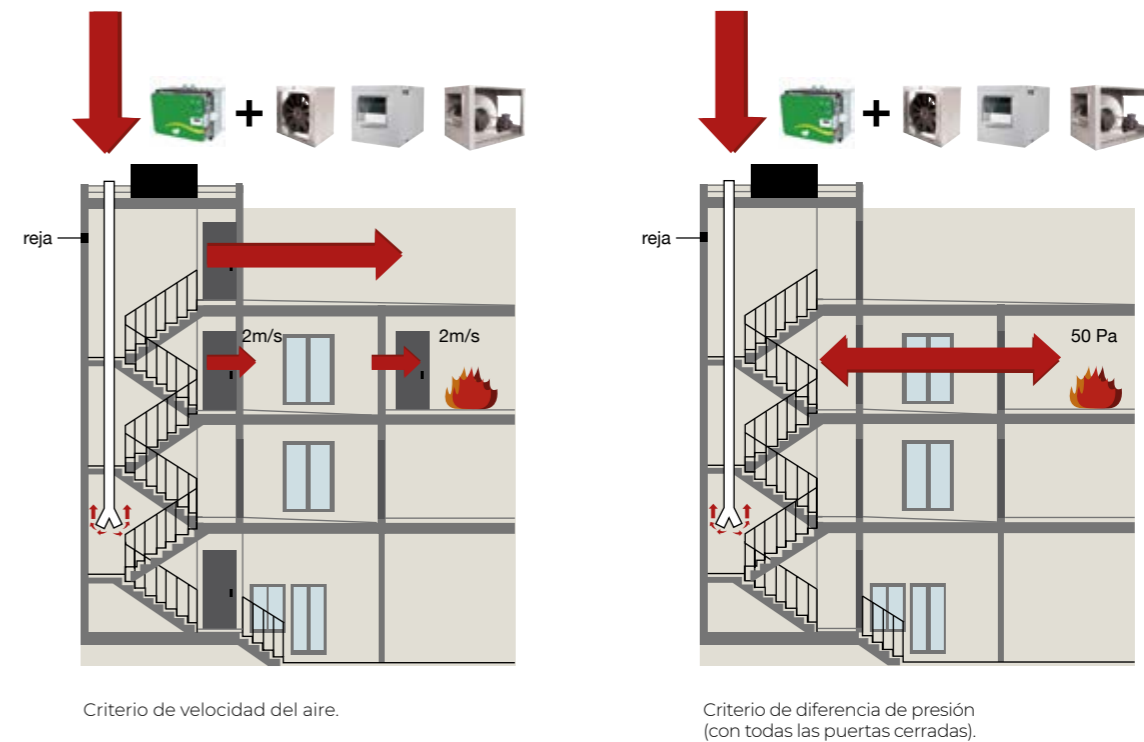 +
+
reja
reja
2m/s
2m/s
50 Pa
Criterio de velocidad del aire.
Criterio de diferencia de presión
(con todas las puertas cerradas).